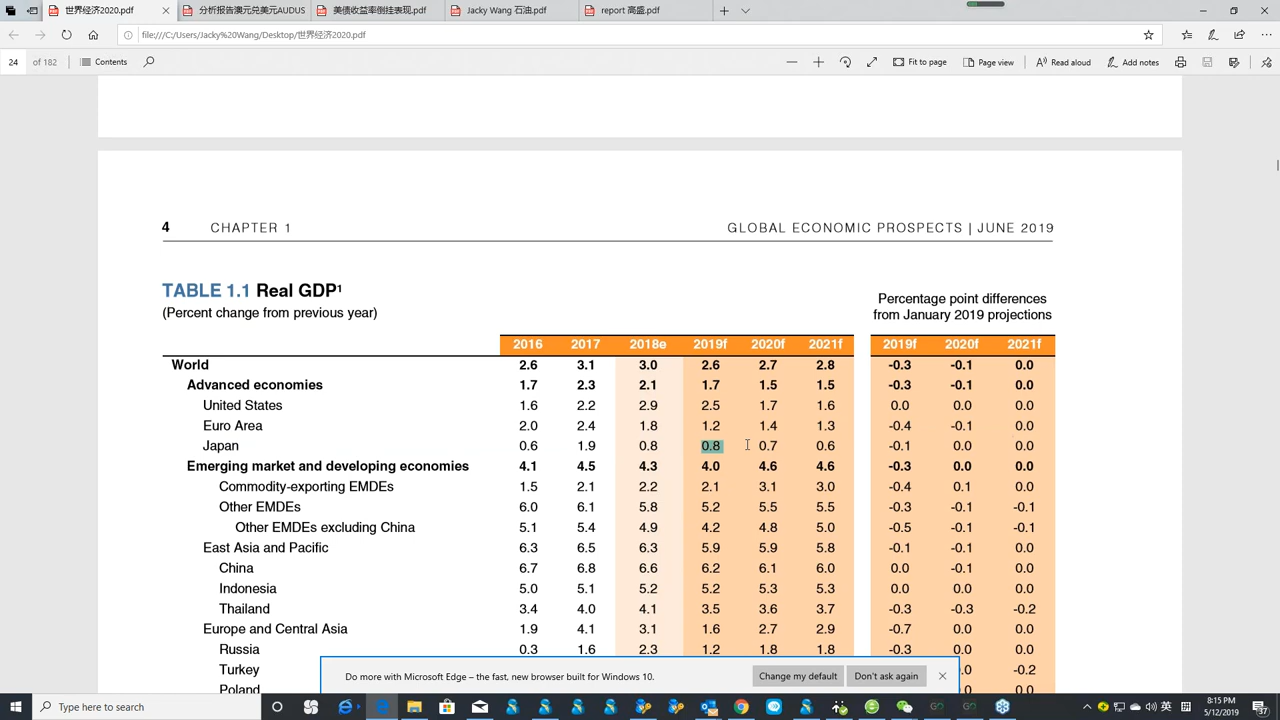 世界经济2020.pdf
分析报告澳元兑美元AUDUS
美债收益率倒挂表现.pdf
Jacky Wang 石油.pdf
report 高盛.pdf
file:///C:/Users/Jacky%20Wang/Desktop/世界经济2020.pdf
24 of 182 Contents Fit to page Page view Read aloud Add notes
4 CHAPTER 1 GLOBAL ECONOMIC PROSPECTS | JUNE 2019
TABLE 1.1 Real GDP¹
(Percent change from previous year)
Percentage point differences
from January 2019 projections
2016 2017 2018e 2019f 2020f 2021f 2019f 2020f 2021f
World 2.6 3.1 3.0 2.6 2.7 2.8 -0.3 -0.1 0.0
Advanced economies 1.7 2.3 2.1 1.7 1.5 1.5 -0.3 -0.1 0.0
United States 1.6 2.2 2.9 2.5 1.7 1.6 0.0 0.0 0.0
Euro Area 2.0 2.4 1.8 1.2 1.4 1.3 -0.4 -0.1 0.0
Japan 0.6 1.9 0.8 0.8 0.7 0.6 -0.1 0.0 0.0
Emerging market and developing economies 4.1 4.5 4.3 4.0 4.6 4.6 -0.3 0.0 0.0
Commodity-exporting EMDEs 1.5 2.1 2.2 2.1 3.1 3.0 -0.4 0.1 0.0
Other EMDEs 6.0 6.1 5.8 5.2 5.5 5.5 -0.3 -0.1 -0.1
Other EMDEs excluding China 5.1 5.4 4.9 4.2 4.8 5.0 -0.5 -0.1 -0.1
East Asia and Pacific 6.3 6.5 6.3 5.9 5.9 5.8 -0.1 -0.1 0.0
China 6.7 6.8 6.6 6.2 6.1 6.0 0.0 -0.1 0.0
Indonesia 5.0 5.1 5.2 5.2 5.3 5.3 0.0 0.0 0.0
Thailand 3.4 4.0 4.1 3.5 3.6 3.7 -0.3 -0.3 -0.2
Europe and Central Asia 1.9 4.1 3.1 1.6 2.7 2.9 -0.7 0.0 0.0
Russia 0.3 1.6 2.3 1.2 1.8 1.8 -0.3 0.0 0.0
Turkey .0 -0.2
Poland 0.0 0.0
Do more with Microsoft Edge – the fast, new browser built for Windows 10. Change my default Don't ask again
Type here to search
英
8:15 PM
5/12/2019